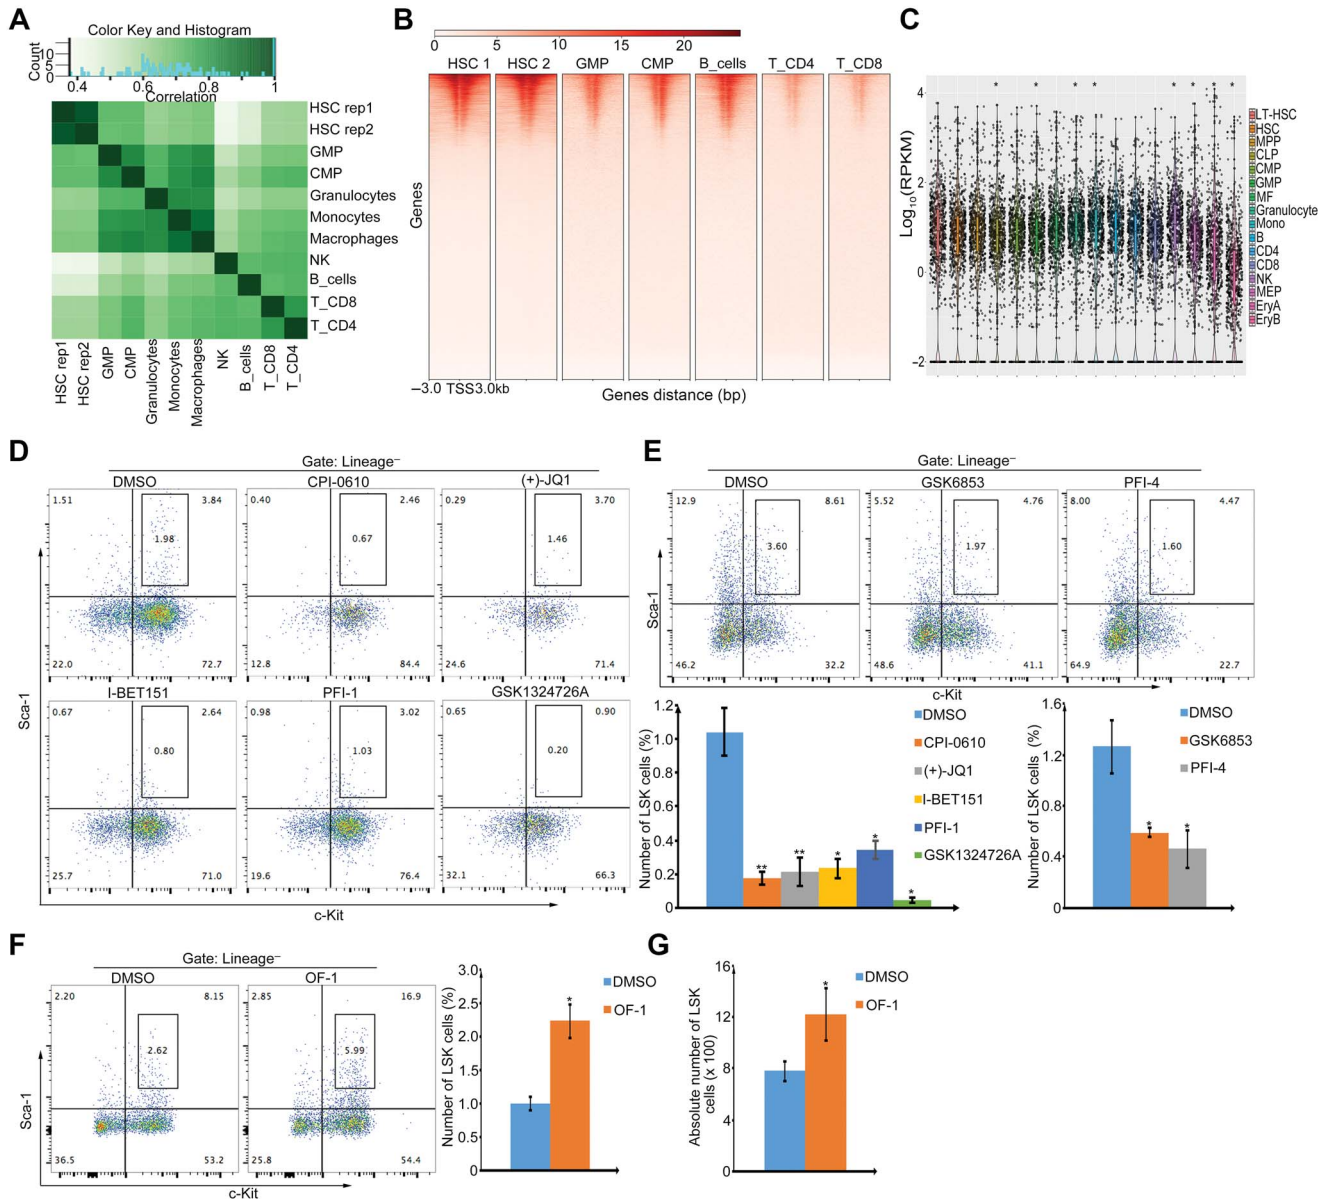 A
Color Key and Histogram
Count
10
5
0
0.4
0.6
0.8
1
Correlation
HSC rep1
HSC rep2
GMP
CMP
Granulocytes
Monocytes
Macrophages
NK
B_cells
T_CD8
T_CD4
HSC rep1
HSC rep2
GMP
CMP
Granulocytes
Monocytes
Macrophages
NK
B_cells
T_CD8
T_CD4
B
0 5 10 15 20
HSC 1 HSC 2 GMP CMP B_cells T_CD4 T_CD8
Genes
–3.0 TSS3.0kb
Genes distance (bp)
C
* * * * * * * *
Log10(RPKM)
4
2
0
–2
LT-HSC
HSC
MPP
CLP
CMP
GMP
MF
Granulocyte
Mono
B
CD4
CD8
NK
MEP
EryA
EryB
D
Gate: Lineage–
DMSO CPI-0610 (+)-JQ1
1.51 3.84 0.40 2.46 0.29 3.70
1.98 0.67 1.46
22.0 72.7 12.8 84.4 24.6 71.4
I-BET151 PFI-1 GSK1324726A
0.67 2.64 0.98 3.02 0.65 0.90
0.80 1.03 0.20
25.7 71.0 19.6 76.4 32.1 66.3
Sca-1
c-Kit
E
Gate: Lineage–
DMSO GSK6853 PFI-4
12.9 8.61 5.52 4.76 8.00 4.47
3.60 1.97 1.60
46.2 32.2 48.6 41.1 64.9 22.7
Sca-1
c-Kit
Number of LSK cells (%)
1.2
1.0
0.8
0.6
0.4
0.2
0
** ** * * *
DMSO
CPI-0610
(+)-JQ1
I-BET151
PFI-1
GSK1324726A
Number of LSK cells (%)
1.6
1.2
0.8
0.4
0
* *
DMSO
GSK6853
PFI-4
F
Gate: Lineage–
DMSO OF-1
2.20 8.15 2.85 16.9
2.62 5.99
36.5 53.2 25.8 54.4
Sca-1
c-Kit
Number of LSK cells (%)
3.0
2.5
2.0
1.0
0.5
0
*
DMSO
OF-1
G
Absolute number of LSK
cells (x 100)
16
12
8
4
0
*
DMSO
OF-1